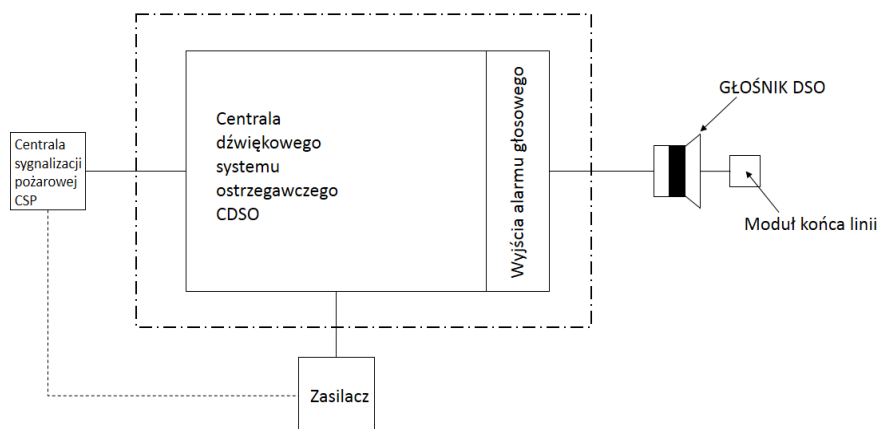 Centrala
sygnalizacji
pożarowej
CSP
Centrala
dźwiękowego
systemu
ostrzegawczego
CDSO
Wyjścia alarmu głosowego
GŁOŚNIK DSO
Moduł końca linii
Zasilacz